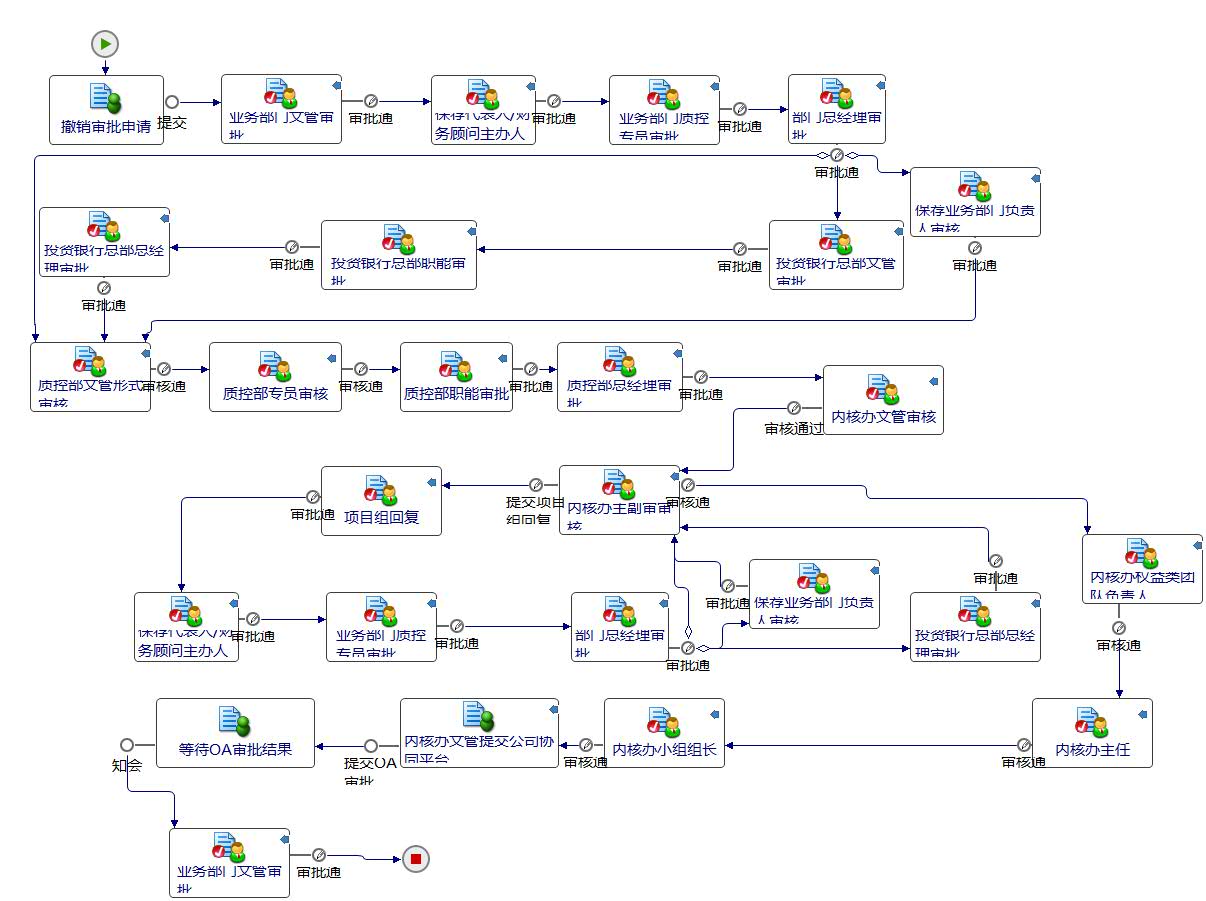 撤销审批申请
提交
业务部门文管审
批
审批通
保存代表人/财
务顾问主办人
审批通
业务部门质控
专员审批
审批通
部门总经理审
批
审批通
保荐业务部门负责
人审核
审批通
投资银行总部文管
审批
审批通
投资银行总部职能审
批
审批通
投资银行总部总经
理审批
审批通
质控部文管形式
审核
审核通
质控部专员审核
审核通
质控部职能审批
审批通
质控部总经理审
批
审批通
内核办文管审核
审核通过
内核办主副审审
核
审核通
提交项目
组回复
项目组回复
审批通
内核办权益类团
队负责人
审核通
保荐代表人/财
务顾问主办人
审批通
业务部门质控
专员审批
审批通
部门总经理审
批
审批通
保荐业务部门负责
人审核
审批通
投资银行总部总经
理审批
审批通
内核办主任
审核通
内核办小组组长
审核通
内核办文管提交公司协
同平台
提交OA
审批
等待OA审批结果
知会
业务部门文管审
批
审批通